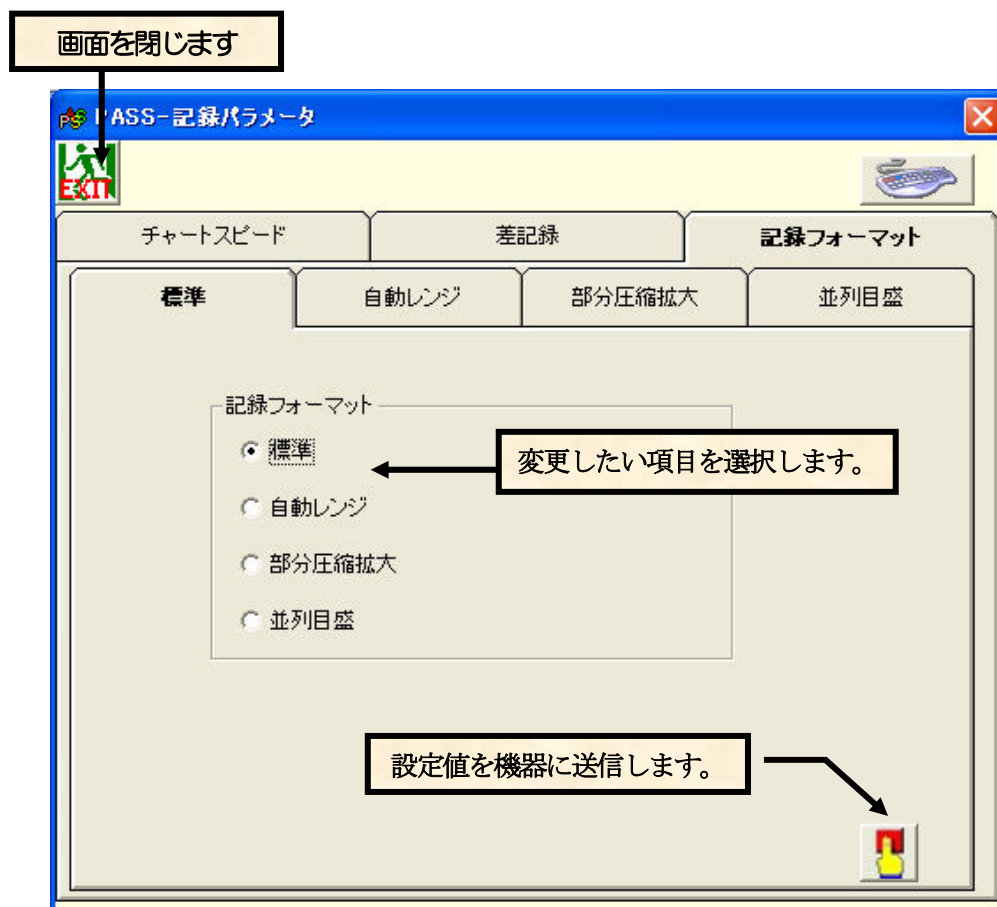 画面を閉じます
PASS-記録パラメータ
EXIT
チャートスピード
差記録
記録フォーマット
標準
自動レンジ
部分圧縮拡大
並列目盛
記録フォーマット
標準
変更したい項目を選択します。
自動レンジ
部分圧縮拡大
並列目盛
設定値を機器に送信します。